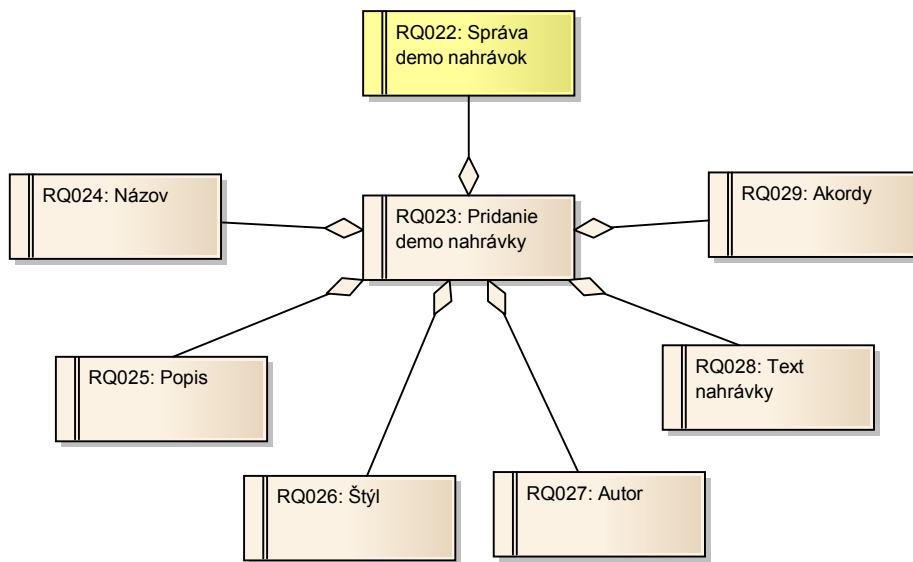 RQ022: Správa
demo nahrávok
RQ024: Názov
RQ023: Pridanie
demo nahrávky
RQ029: Akordy
RQ025: Popis
RQ028: Text
nahrávky
RQ026: Štýl
RQ027: Autor